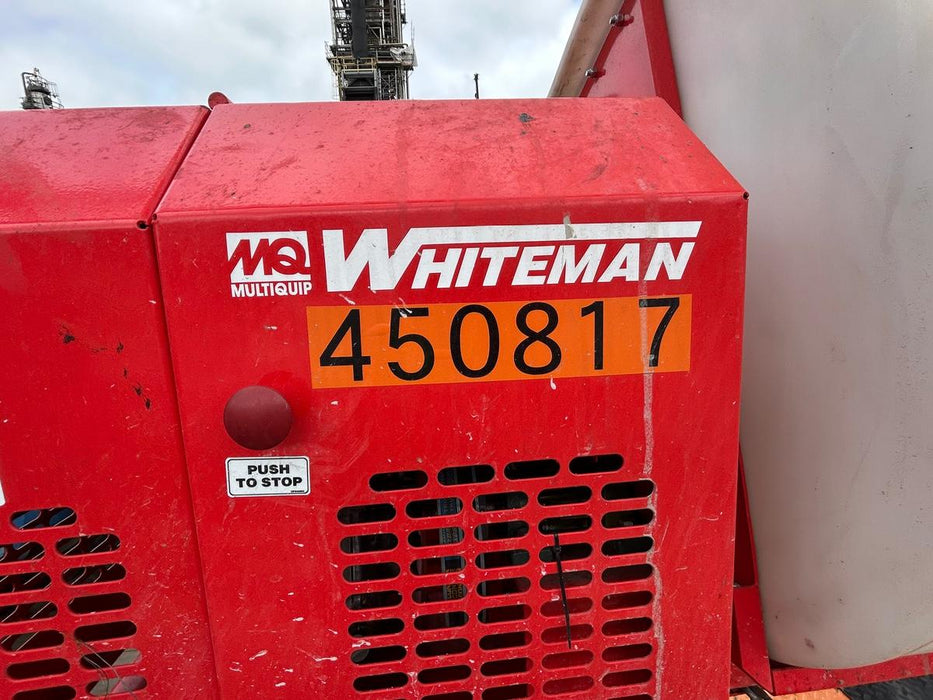 MQ WHITEMAN
MULTIQUIP
450817
PUSH
TO STOP